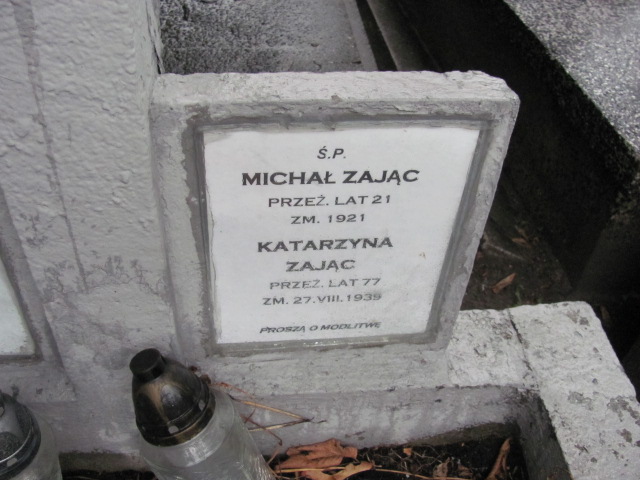 Ś.P.
MICHAŁ ZAJĄC
PRZEŻ. LAT 21
ZM. 1921
KATARZYNA
ZAJĄC
PRZEŻ. LAT 77
ZM. 27.VIII.1939
PROSZĄ O MODLITWĘ